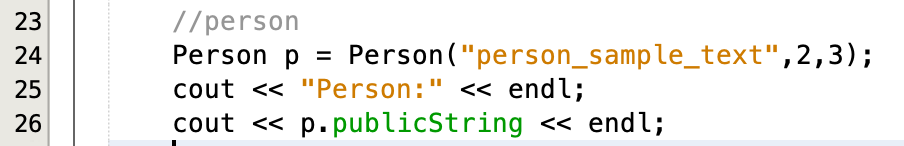 23 //person
24 Person p = Person("person_sample_text",2,3);
25 cout << "Person:" << endl;
26 cout << p.publicString << endl;